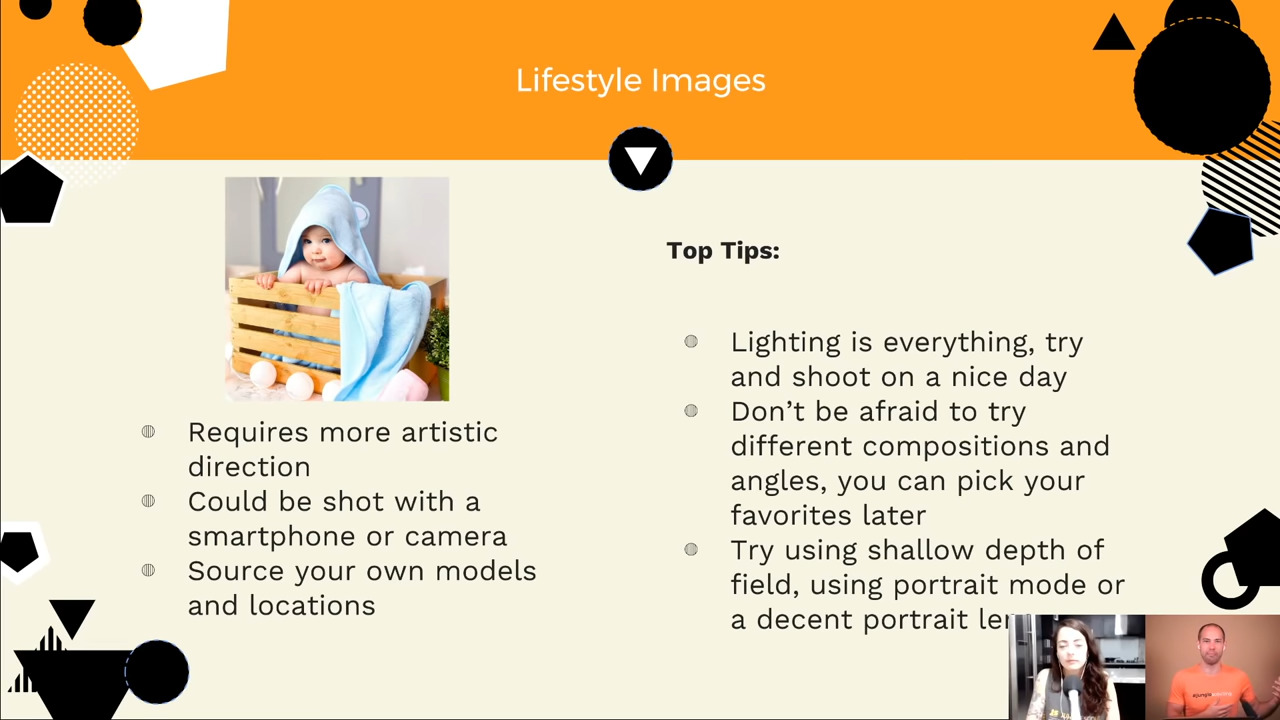 Lifestyle Images
Requires more artistic
direction
Could be shot with a
smartphone or camera
Source your own models
and locations
Top Tips:
Lighting is everything, try
and shoot on a nice day
Don’t be afraid to try
different compositions and
angles, you can pick your
favorites later
Try using shallow depth of
field, using portrait mode or
a decent portrait